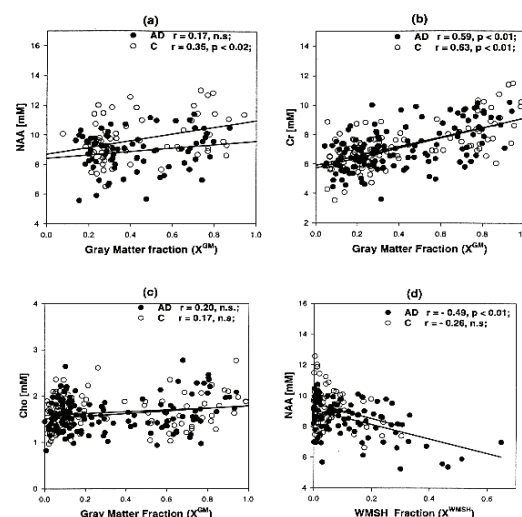 (a)
● AD r = 0.17, n.s;
○ C r = 0.35, p < 0.02;
NAA [mM]
16
14
12
10
8
6
4
0.0 0.2 0.4 0.6 0.8 1.0
Gray Matter fraction (X^GM)
(b)
● AD r = 0.59, p < 0.01;
○ C r = 0.63, p < 0.01;
Cr [mM]
16
14
12
10
8
6
4
2
0.0 0.2 0.4 0.6 0.8 1.0
Gray Matter Fraction (X^GM)
(c)
● AD r = 0.20, n.s.;
○ C r = 0.17, n.s;
Cho [mM]
4
3
2
1
0
0.0 0.2 0.4 0.6 0.8 1.0
Gray Matter Fraction (X^GM)
(d)
● AD r = - 0.49, p < 0.01;
○ C r = - 0.26, n.s;
NAA [mM]
16
14
12
10
8
6
4
0.0 0.2 0.4 0.6 0.8
WMSH Fraction (X^WMSH)